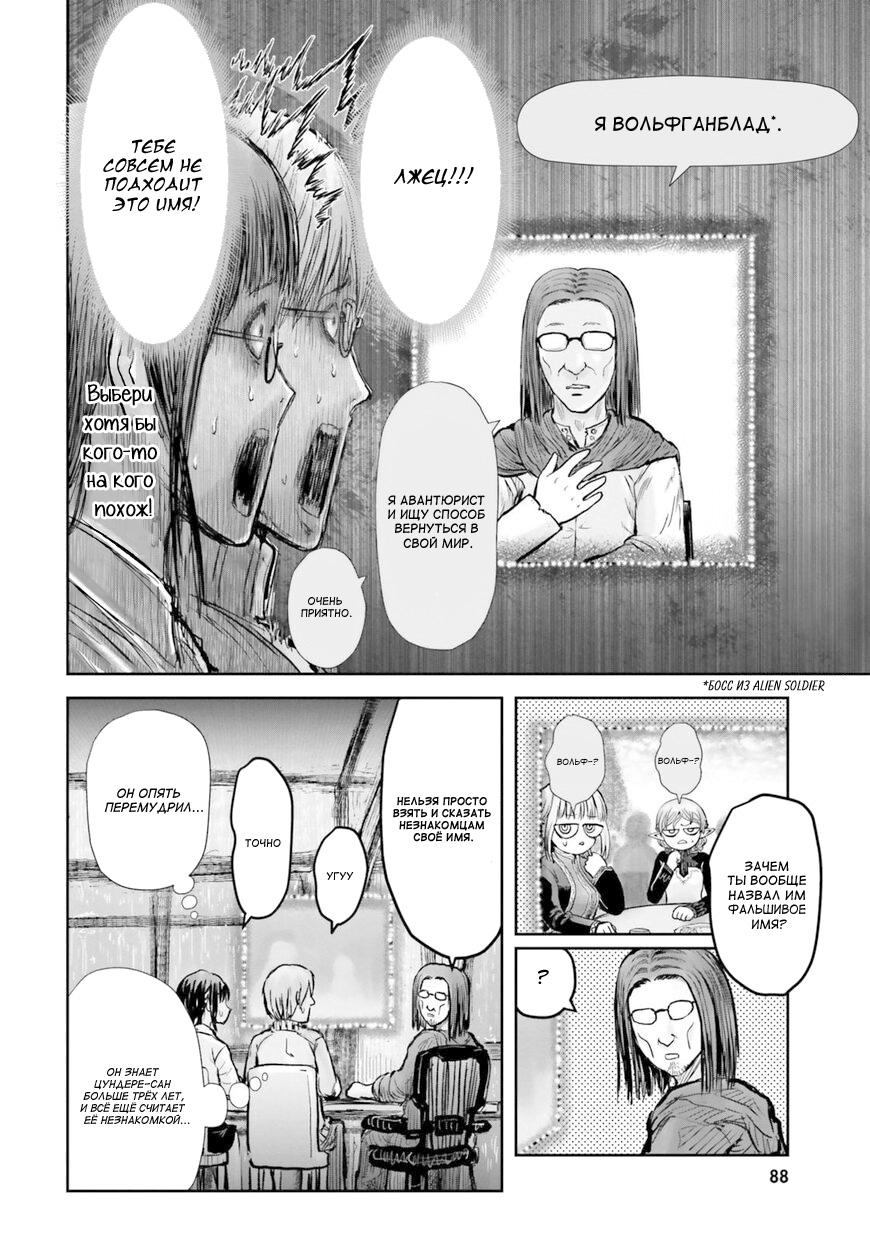 Я ВОЛЬФГАНБЛАД*.
ЛЖЕЦ!!!
ТЕБЕ
СОВСЕМ НЕ
ПОДХОДИТ
ЭТО ИМЯ!
Выбери
хотя бы
кого-то
на кого
похож!
Я АВАНТЮРИСТ
И ИЩУ СПОСОБ
ВЕРНУТЬСЯ В
СВОЙ МИР.
ОЧЕНЬ
ПРИЯТНО.
*БОСС ИЗ ALIEN SOLDIER
ВОЛЬФ-?
ВОЛЬФ-?
ЗАЧЕМ
ТЫ ВООБЩЕ
НАЗВАЛ ИМ
ФАЛЬШИВОЕ
ИМЯ?
?
НЕЛЬЗЯ ПРОСТО
ВЗЯТЬ И СКАЗАТЬ
НЕЗНАКОМЦАМ
СВОЁ ИМЯ.
УГУУ
ТОЧНО
ОН ОПЯТЬ
ПЕРЕМУДРИЛ...
ОН ЗНАЕТ
ЦУНДЕРЕ-САН
БОЛЬШЕ ТРЁХ ЛЕТ,
И ВСЁ ЕЩЁ СЧИТАЕТ
ЕЁ НЕЗНАКОМКОЙ...
88